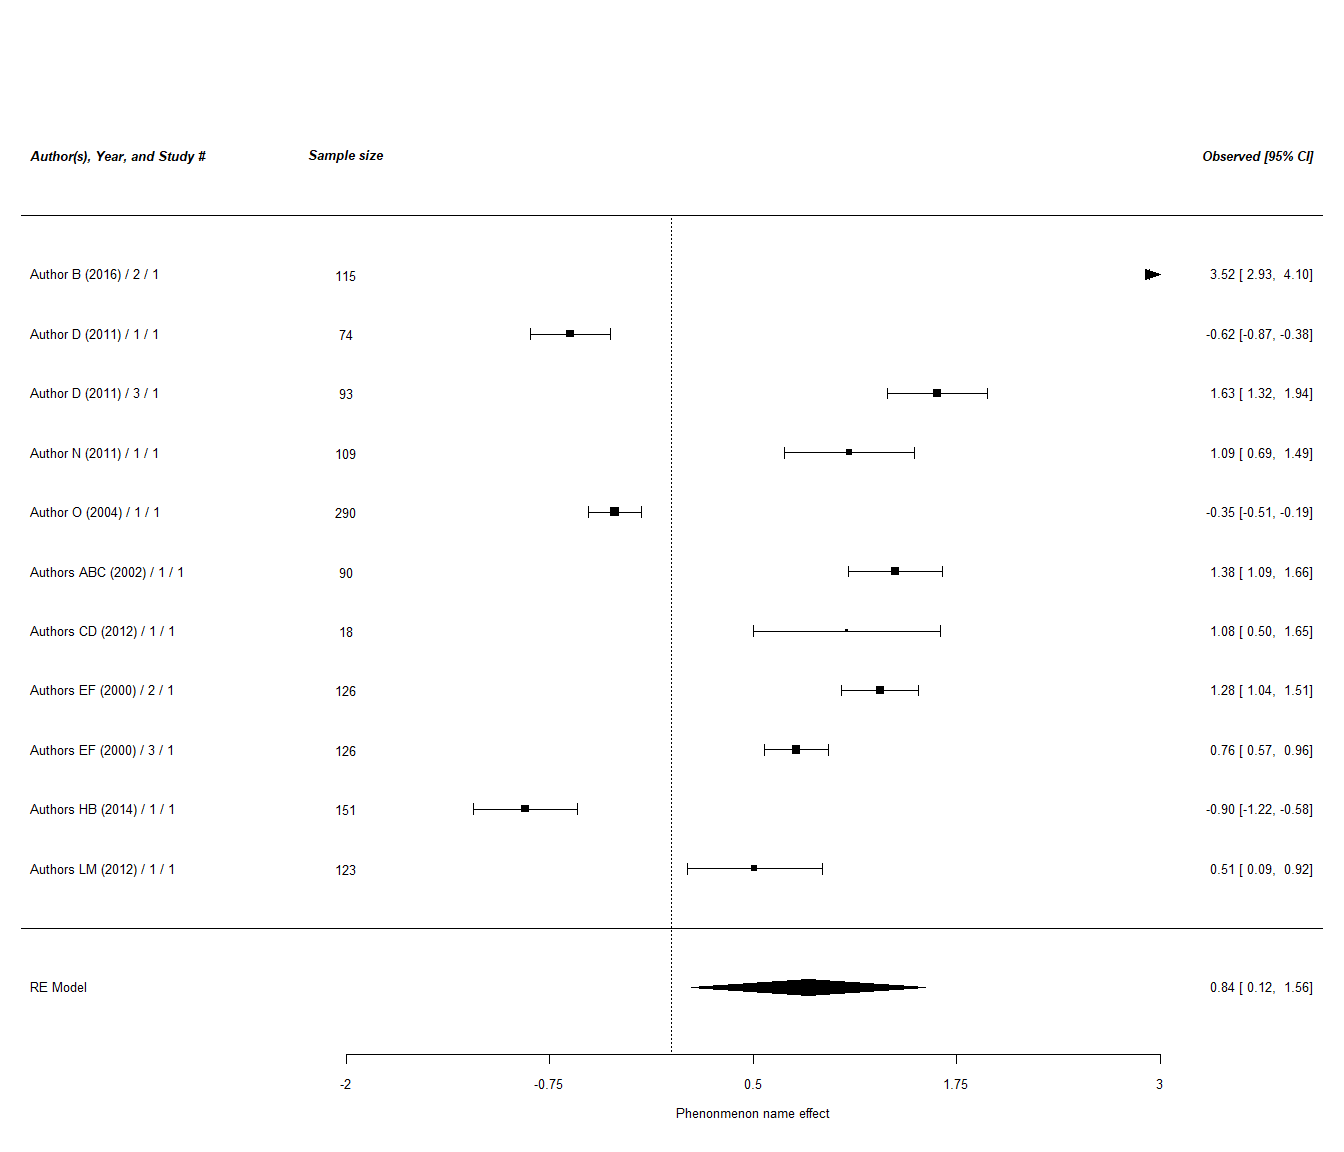 Author(s), Year, and Study # Sample size Observed [95% CI]
Author B (2016) / 2 / 1 115 3.52 [ 2.93, 4.10]
Author D (2011) / 1 / 1 74 -0.62 [-0.87, -0.38]
Author D (2011) / 3 / 1 93 1.63 [ 1.32, 1.94]
Author N (2011) / 1 / 1 109 1.09 [ 0.69, 1.49]
Author O (2004) / 1 / 1 290 -0.35 [-0.51, -0.19]
Authors ABC (2002) / 1 / 1 90 1.38 [ 1.09, 1.66]
Authors CD (2012) / 1 / 1 18 1.08 [ 0.50, 1.65]
Authors EF (2000) / 2 / 1 126 1.28 [ 1.04, 1.51]
Authors EF (2000) / 3 / 1 126 0.76 [ 0.57, 0.96]
Authors HB (2014) / 1 / 1 151 -0.90 [-1.22, -0.58]
Authors LM (2012) / 1 / 1 123 0.51 [ 0.09, 0.92]
RE Model 0.84 [ 0.12, 1.56]
-2 -0.75 0.5 1.75 3
Phenonmenon name effect